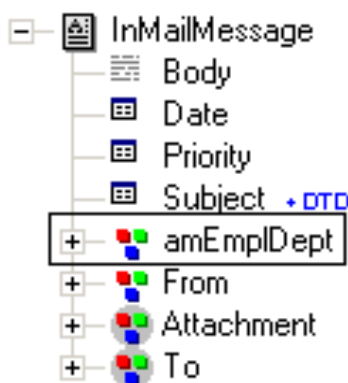 InMailMessage
Body
Date
Priority
Subject + DTD
amEmplDept
From
Attachment
To